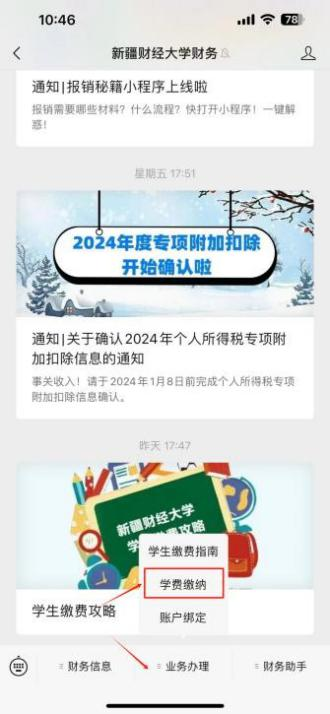 10:46
78
新疆财经大学财务
通知|报销秘籍小程序上线啦
报销需要哪些材料？什么流程？快打开小程序！一键解
惑！
星期五 17:51
2024年度专项附加扣除
开始确认啦
通知|关于确认2024年个人所得税专项附
加扣除信息的通知
事关收入！请于2024年1月8日前完成个人所得税专项
附加扣除信息确认。
昨天 17:47
新疆财经大学
学生缴费指南
学费缴纳
账户绑定
学生缴费攻略
财务信息
业务办理
财务助手